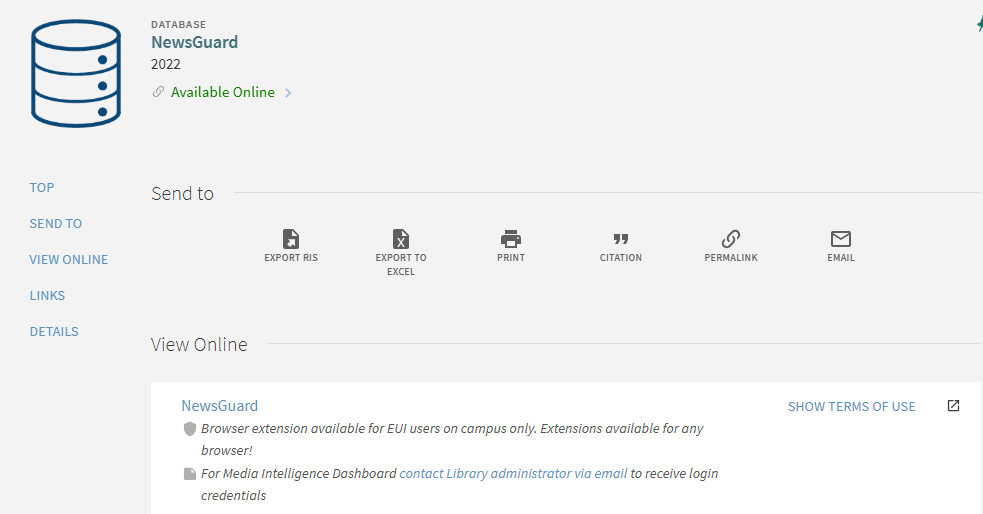 DATABASE
NewsGuard
2022
Available Online
TOP
SEND TO
VIEW ONLINE
LINKS
DETAILS
Send to
EXPORT RIS
EXPORT TO
EXCEL
PRINT
CITATION
PERMALINK
EMAIL
View Online
NewsGuard
SHOW TERMS OF USE
Browser extension available for EUI users on campus only. Extensions available for any
browser!
For Media Intelligence Dashboard contact Library administrator via email to receive login
credentials